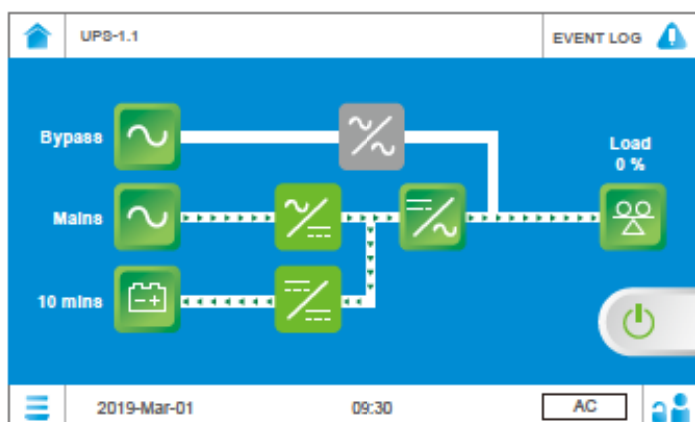 UPS-1.1
EVENT LOG
Bypass
Load
0 %
Mains
10 mins
2019-Mar-01
09:30
AC